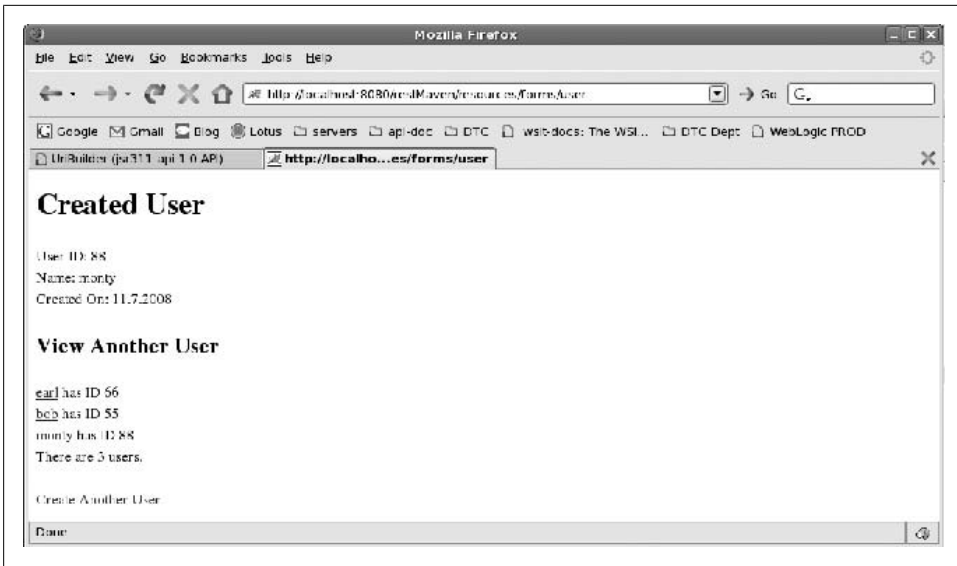 Mozilla Firefox
File Edit View Go Bookmarks Tools Help
http://localhost:8080/restMaven/resources/forms/user Go G
Google Gmail Blog Lotus servers api-doc DTC wsit-docs: The WSI... DTC Dept WebLogic PROD
UriBuilder (jsr311-api 1.0 API) http://localho...es/forms/user
Created User
User ID: 88
Name: monty
Created On: 11.7.2008
View Another User
earl has ID 66
bob has ID 55
monty has ID 88
There are 3 users.
Create Another User
Done